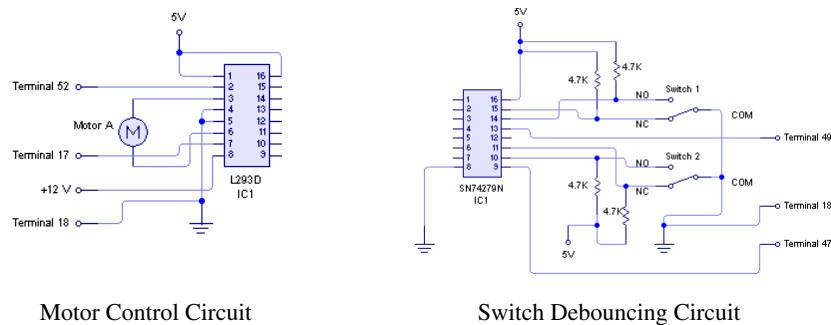 5V
1 16
2 15
3 14
4 13
5 12
6 11
7 10
8 9
L293D
IC1
Terminal 52
Motor A
M
Terminal 17
+12 V
Terminal 18
Motor Control Circuit
5V
4.7K
4.7K
1 16
2 15
3 14
4 13
5 12
6 11
7 10
8 9
SN74279N
IC1
NO
Switch 1
COM
NC
Terminal 49
NO
Switch 2
COM
NC
4.7K
4.7K
5V
Terminal 18
Terminal 47
Switch Debouncing Circuit